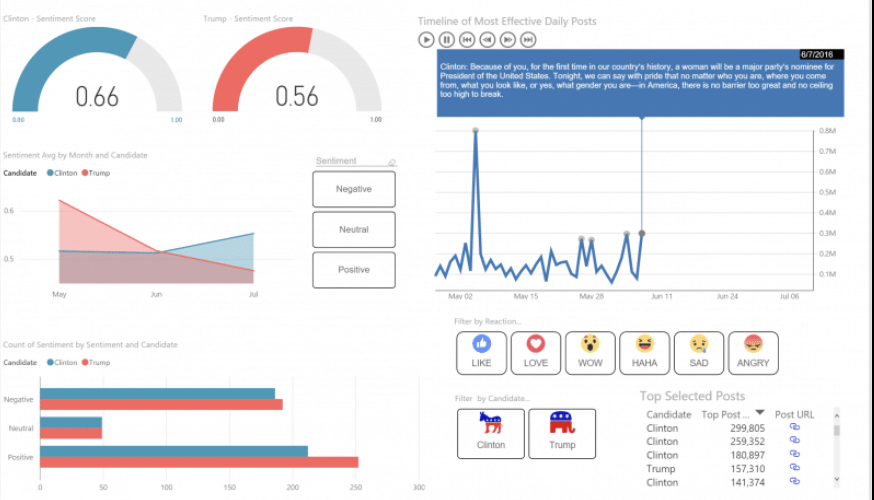 Clinton - Sentiment Score
0.66
0.00
1.00
Trump - Sentiment Score
0.56
0.00
1.00
Sentiment Avg by Month and Candidate
Candidate Clinton Trump
0.6
0.5
May Jun Jul
Sentiment
Negative
Neutral
Positive
Count of Sentiment by Sentiment and Candidate
Candidate Clinton Trump
Negative
Neutral
Positive
0 50 100 150 200 250 300
Timeline of Most Effective Daily Posts
6/7/2016
Clinton: Because of you, for the first time in our country's history, a woman will be a major party's nominee for
President of the United States. Tonight, we can say with pride that no matter who you are, where you come
from, what you look like, or yes, what gender you are—in America, there is no barrier too great and no ceiling
too high to break.
0.8M
0.7M
0.6M
0.5M
0.4M
0.3M
0.2M
0.1M
May 02 May 15 May 28 Jun 11 Jun 24 Jul 06
Filter by Reaction...
LIKE LOVE WOW HAHA SAD ANGRY
Filter by Candidate...
Clinton Trump
Top Selected Posts
Candidate Top Post ... Post URL
Clinton 299,805
Clinton 259,352
Clinton 180,897
Trump 157,310
Clinton 141,374